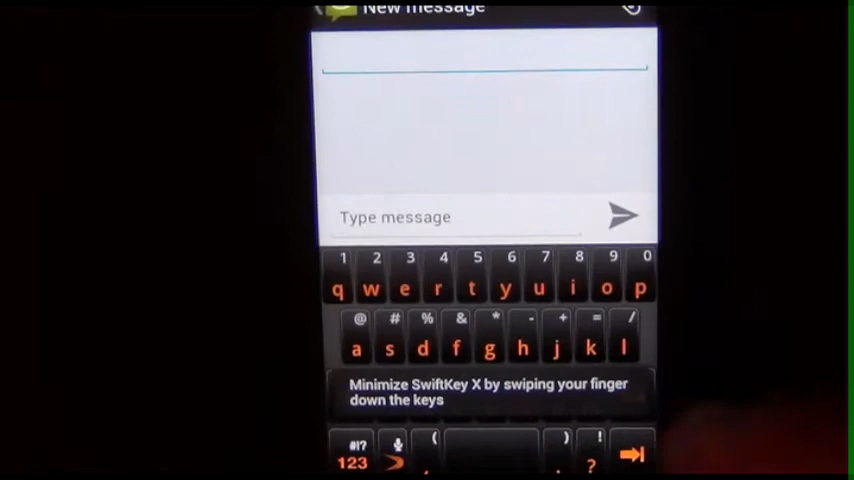 New message
Type message
1 2 3 4 5 6 7 8 9 0
q w e r t y u i o p
@ # % & * - + = /
a s d f g h j k l
Minimize SwiftKey X by swiping your finger
down the keys
#!? ( ) !
123 , . ?